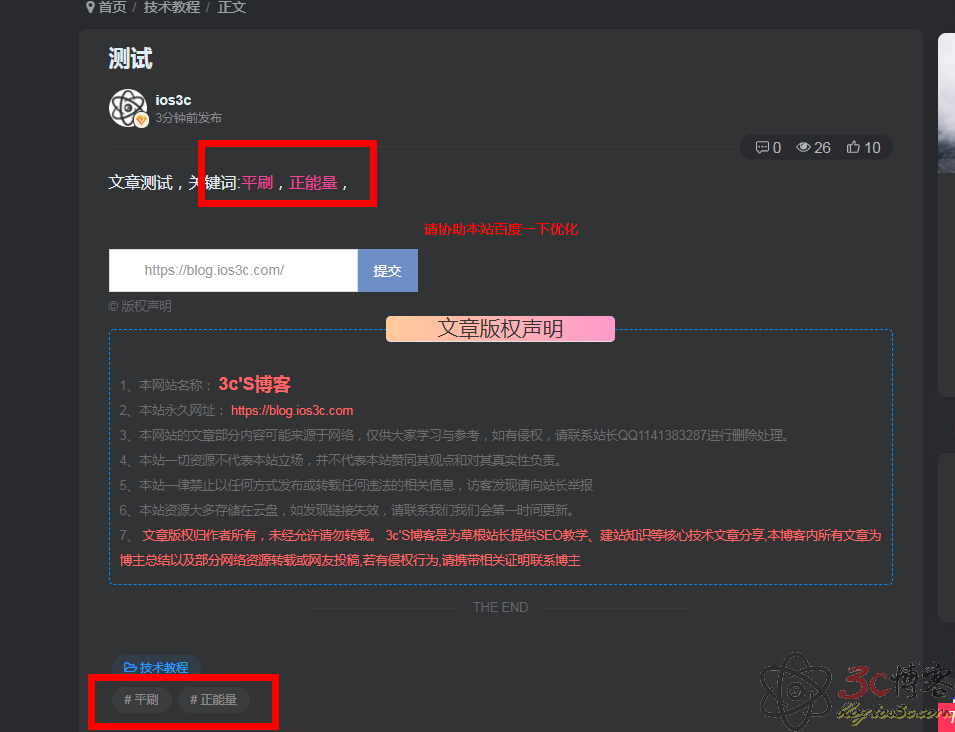 首页 / 技术教程 / 正文
测试
ios3c
3分钟前发布
0 26 10
文章测试，关键词:平刷，正能量，
请协助本站百度一下优化
https://blog.ios3c.com/ 提交
© 版权声明
文章版权声明
1、本网站名称： 3c'S博客
2、本站永久网址： https://blog.ios3c.com
3、本网站的文章部分内容可能来源于网络，仅供大家学习与参考，如有侵权，请联系站长QQ1141383287进行删除处理。
4、本站一切资源不代表本站立场，并不代表本站赞同其观点和对其真实性负责。
5、本站一律禁止以任何方式发布或转载任何违法的相关信息，访客发现请向站长举报
6、本站资源大多存储在云盘，如发现链接失效，请联系我们我们会第一时间更新。
7、 文章版权归作者所有，未经允许请勿转载。 3c'S博客是为草根站长提供SEO教学、建站知识等核心技术文章分享,本博客内所有文章为
博主总结以及部分网络资源转载或网友投稿,若有侵权行为,请携带相关证明联系博主
THE END
技术教程
# 平刷 # 正能量
3c博客
blog.ios3c.com